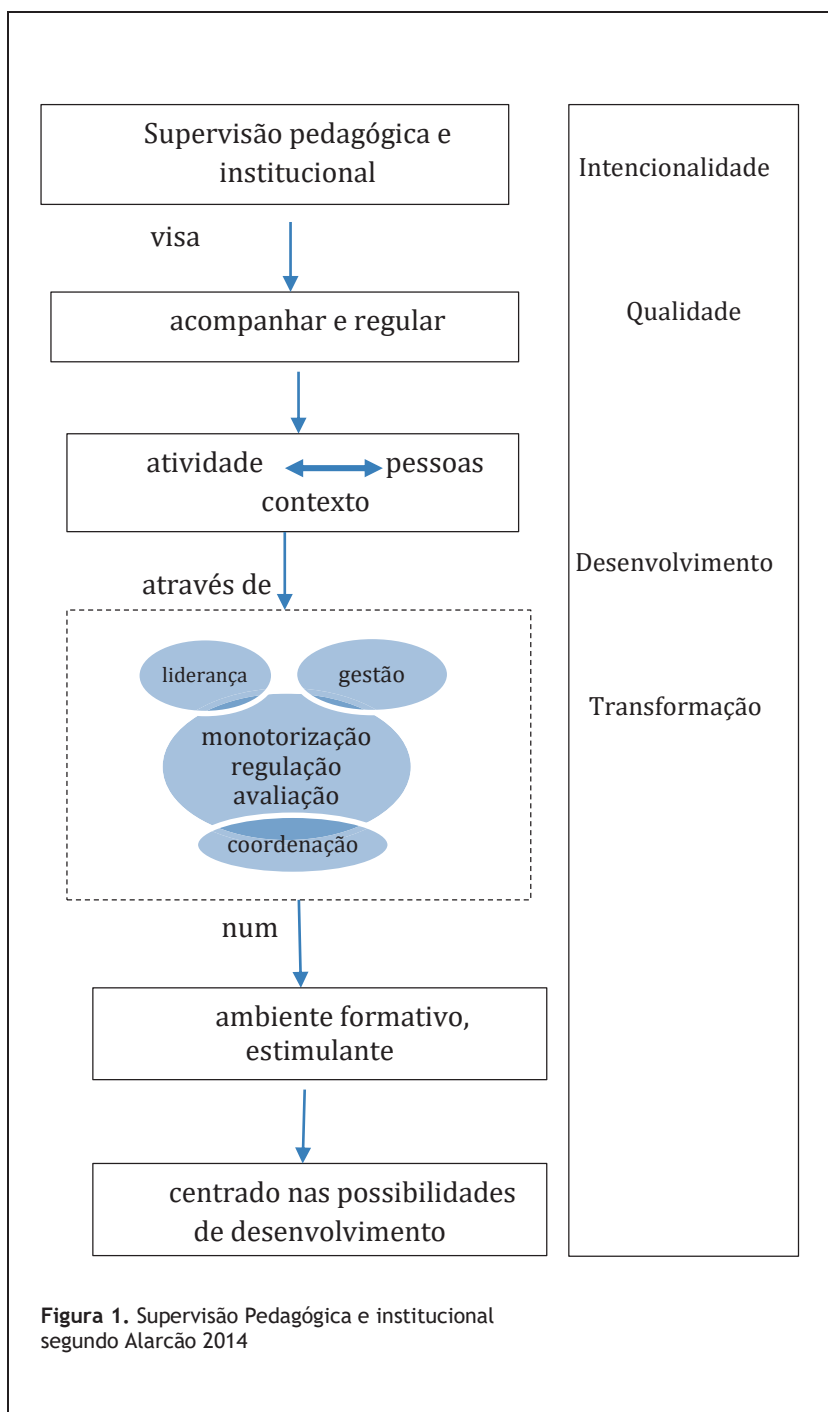 Supervisão pedagógica e
institucional
visa
acompanhar e regular
atividade pessoas
contexto
através de
liderança
gestão
monotorização
regulação
avaliação
coordenação
num
ambiente formativo,
estimulante
centrado nas possibilidades
de desenvolvimento
Intencionalidade
Qualidade
Desenvolvimento
Transformação
Figura 1. Supervisão Pedagógica e institucional
segundo Alarcão 2014